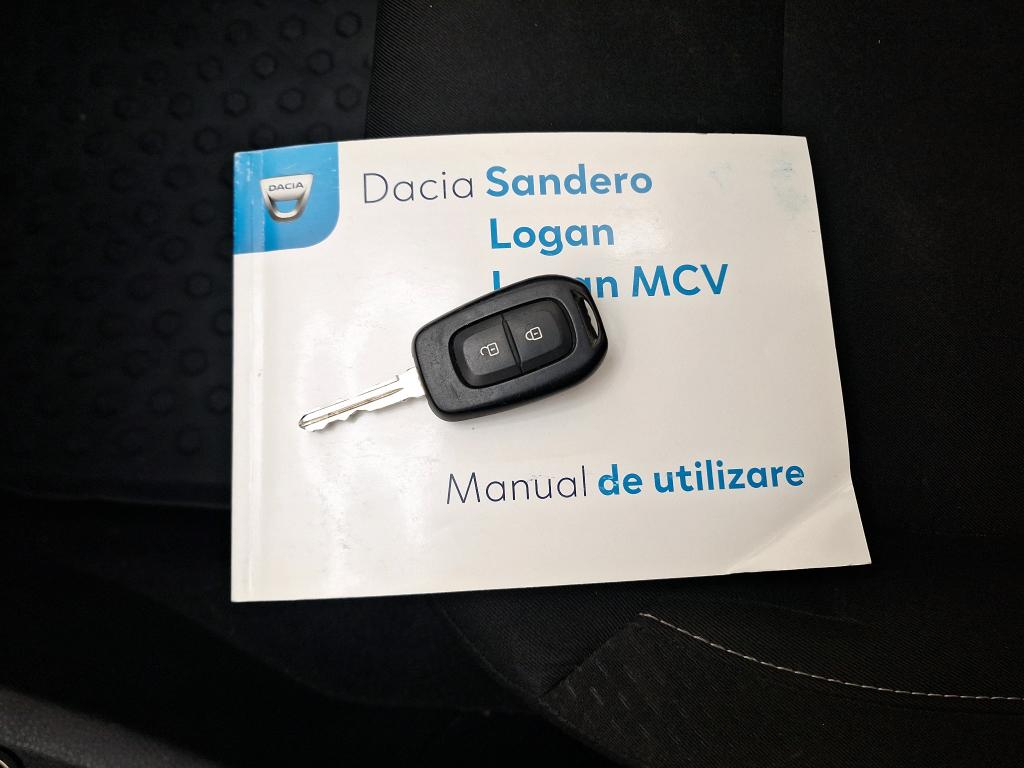 DACIA
Dacia Sandero
Logan
MCV
Manual de utilizare